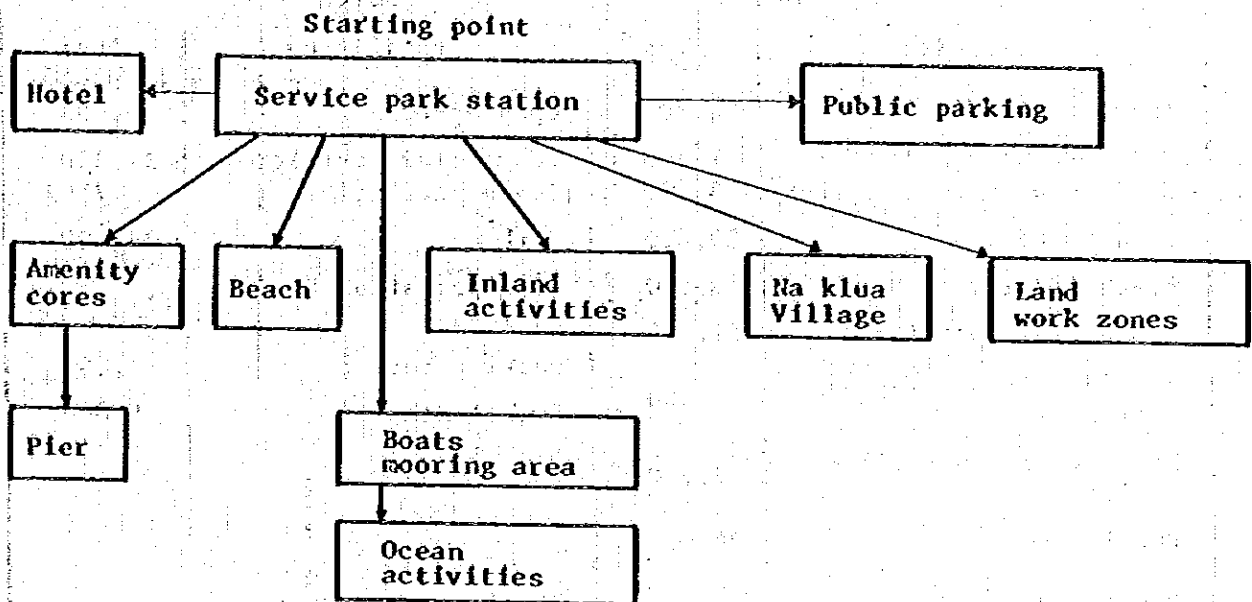 Starting point
Hotel
Service park station
Public parking
Amenity
cores
Beach
Inland
activities
Na klua
Village
Land
work zones
Pier
Boats
mooring area
Ocean
activities